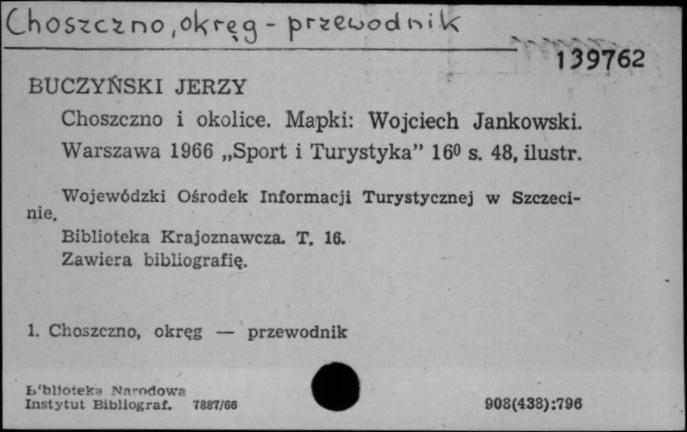 Choszczno, okręg - przewodnik
139762
BUCZYŃSKI JERZY
Choszczno i okolice. Mapki: Wojciech Jankowski.
Warszawa 1966 „Sport i Turystyka” 16⁰ s. 48, ilustr.
Wojewódzki Ośrodek Informacji Turystycznej w Szczeci-
nie.
Biblioteka Krajoznawcza. T. 16.
Zawiera bibliografię.
1. Choszczno, okręg — przewodnik
Biblioteka Narodowa
Instytut Bibliograf. 7887/66
908(438):796